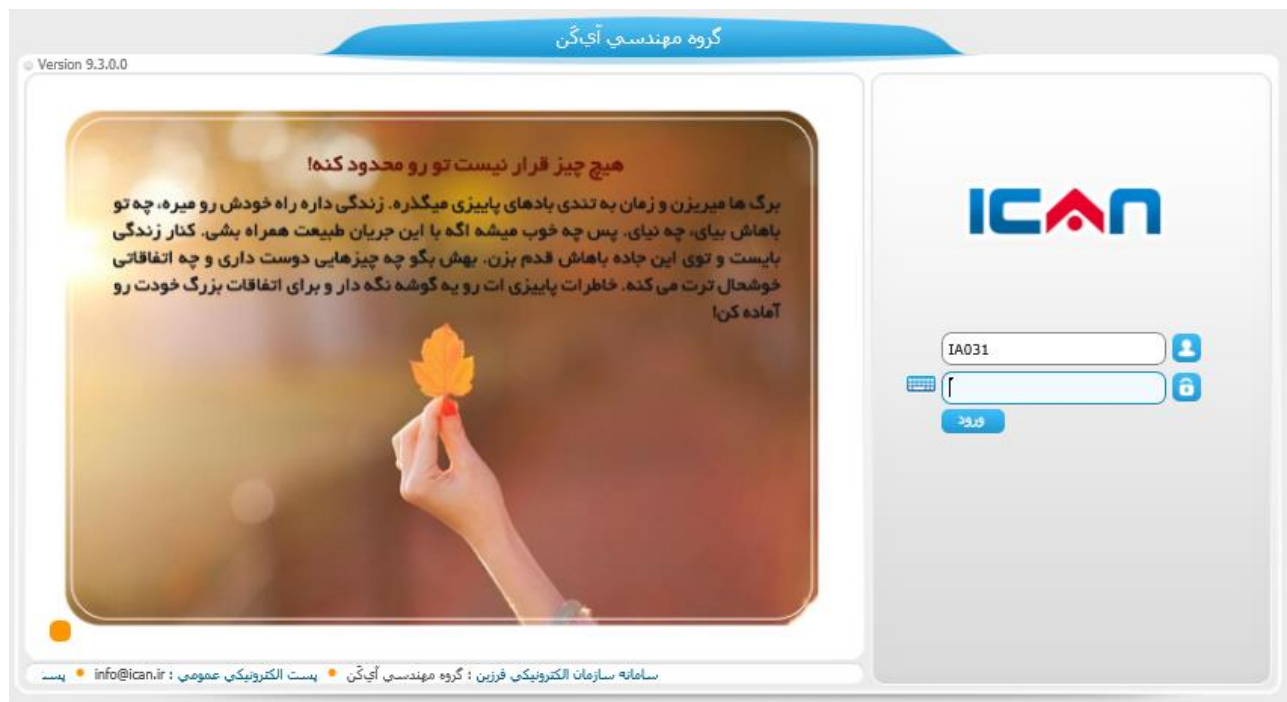 گروه مهندسي آي‌كَن
Version 9.3.0.0
هیچ چیز قرار نیست تو رو محدود کنه!
برگ ها میریزن و زمان به تندی بادهای پاییزی میگذره. زندگی داره راه خودش رو میره، چه تو
باهاش بیای، چه نیای. پس چه خوب میشه اگه با این جریان طبیعت همراه بشی. کنار زندگی
بایست و توی این جاده باهاش قدم بزن. بهش بگو چه چیزهایی دوست داری و چه اتفاقاتی
خوشحال ترت می کنه. خاطرات پاییزی ات رو یه گوشه نگه دار و برای اتفاقات بزرگ خودت رو
آماده کن!
ICAN
IA031
ورود
سامانه سازمان الكترونيكي فرزين : گروه مهندسي آي‌كَن • پست الكترونيكي عمومي : info@ican.ir •